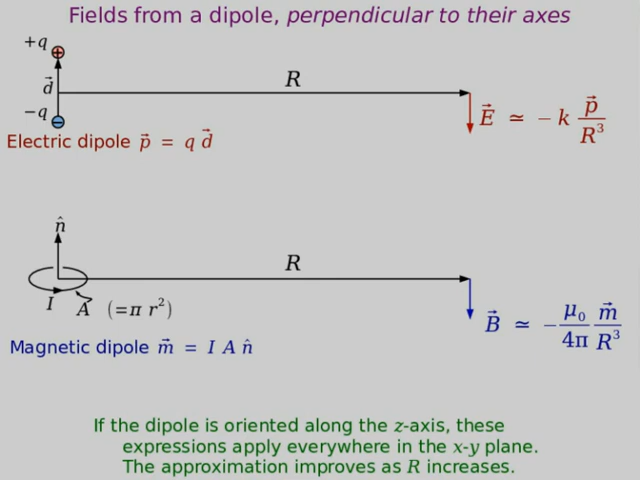 Fields from a dipole, perpendicular to their axes
+q
+
R
d⃗
−q
−
E⃗ ≃ − k p⃗ / R³
Electric dipole p⃗ = q d⃗
n̂
R
I
A (=π r²)
B⃗ ≃ − μ₀ / 4π m⃗ / R³
Magnetic dipole m⃗ = I A n̂
If the dipole is oriented along the z-axis, these
expressions apply everywhere in the x-y plane.
The approximation improves as R increases.